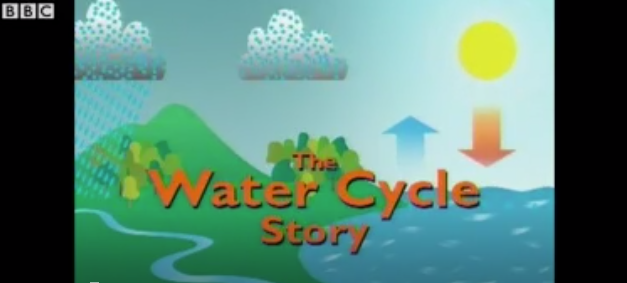 BBC
The
Water Cycle
Story